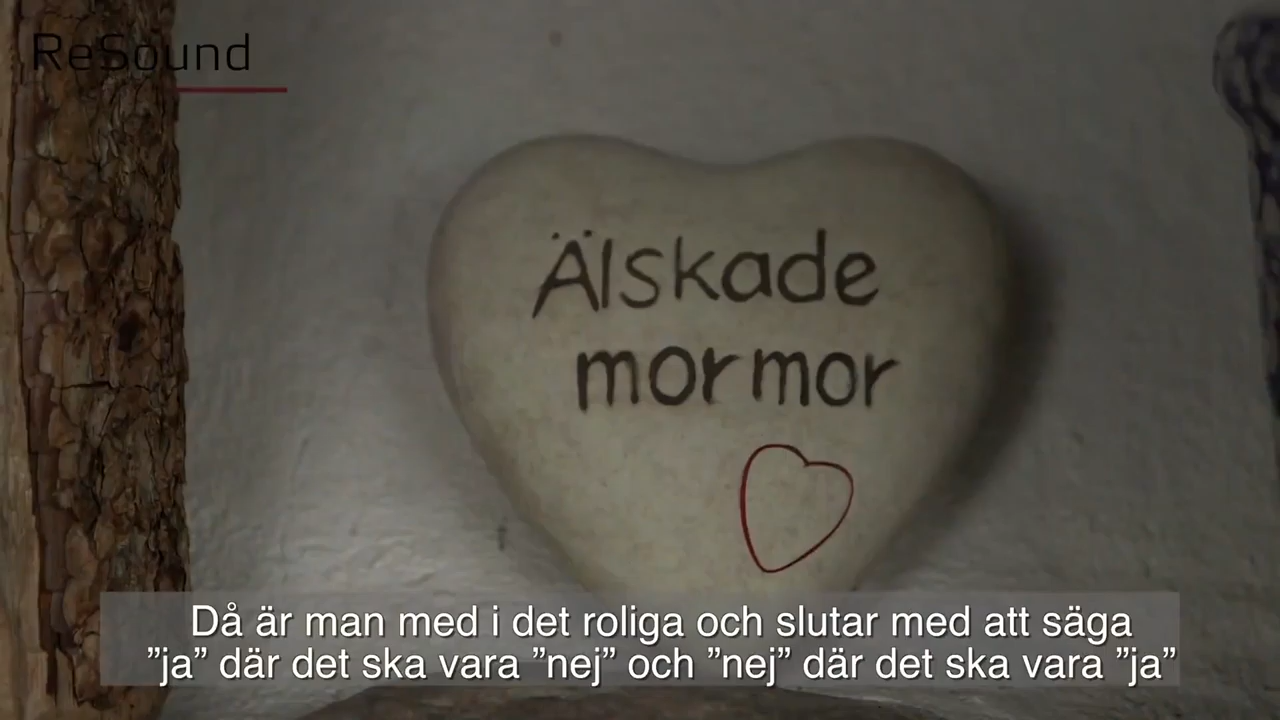 ReSound
Älskade
mormor
Då är man med i det roliga och slutar med att säga
”ja” där det ska vara ”nej” och ”nej” där det ska vara ”ja”